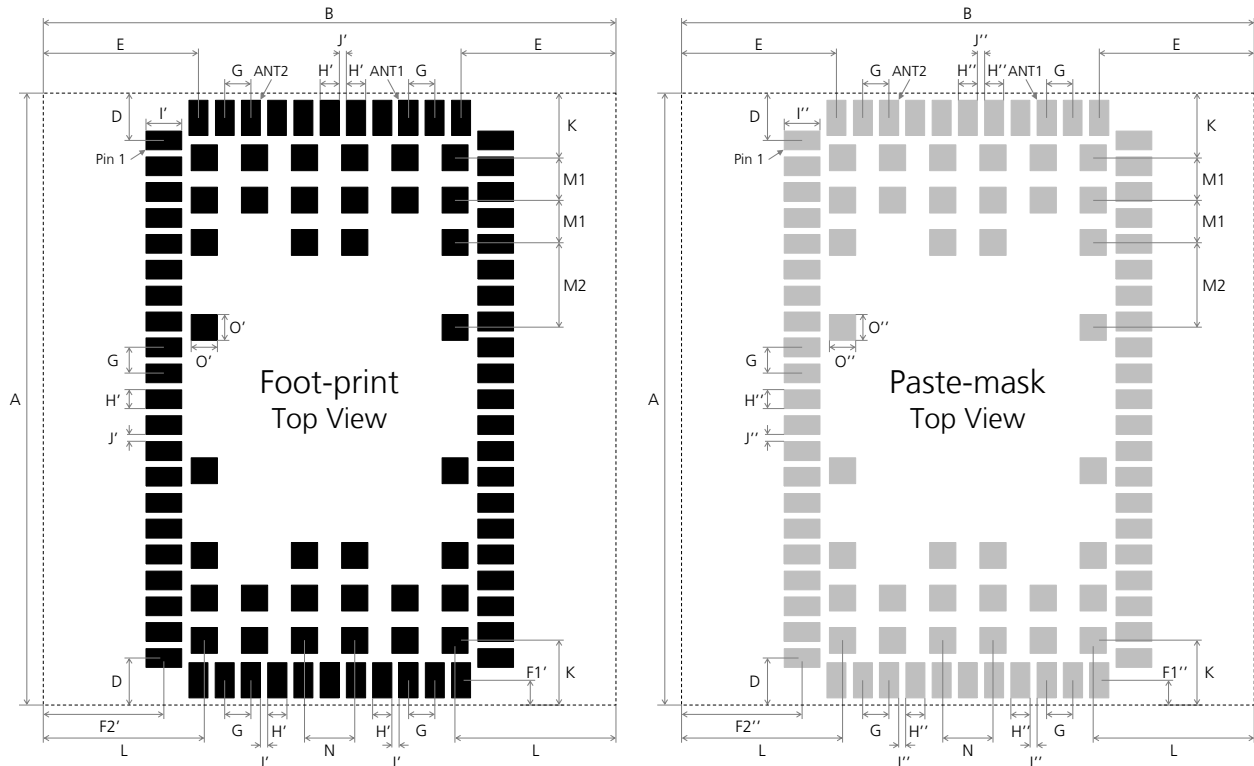 B
B
E
J'
E
E
J''
E
G
ANT2
H'
H'
ANT1
G
G
ANT2
H''
H''
ANT1
G
D
I'
K
D
I''
K
Pin 1
Pin 1
M1
M1
M1
M1
M2
M2
O'
O''
O'
O''
G
G
Foot-print
Top View
Paste-mask
Top View
A
H'
A
H''
J'
J''
D
F1'
K
D
F1''
K
F2'
G
H'
H'
G
F2''
G
H''
H''
G
L
J'
N
J'
L
L
J''
N
J''
L